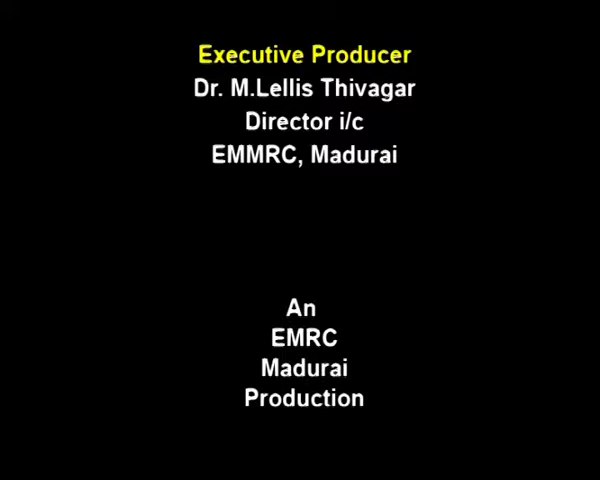 Executive Producer
Dr. M.Lellis Thivagar
Director i/c
EMMRC, Madurai
An
EMRC
Madurai
Production